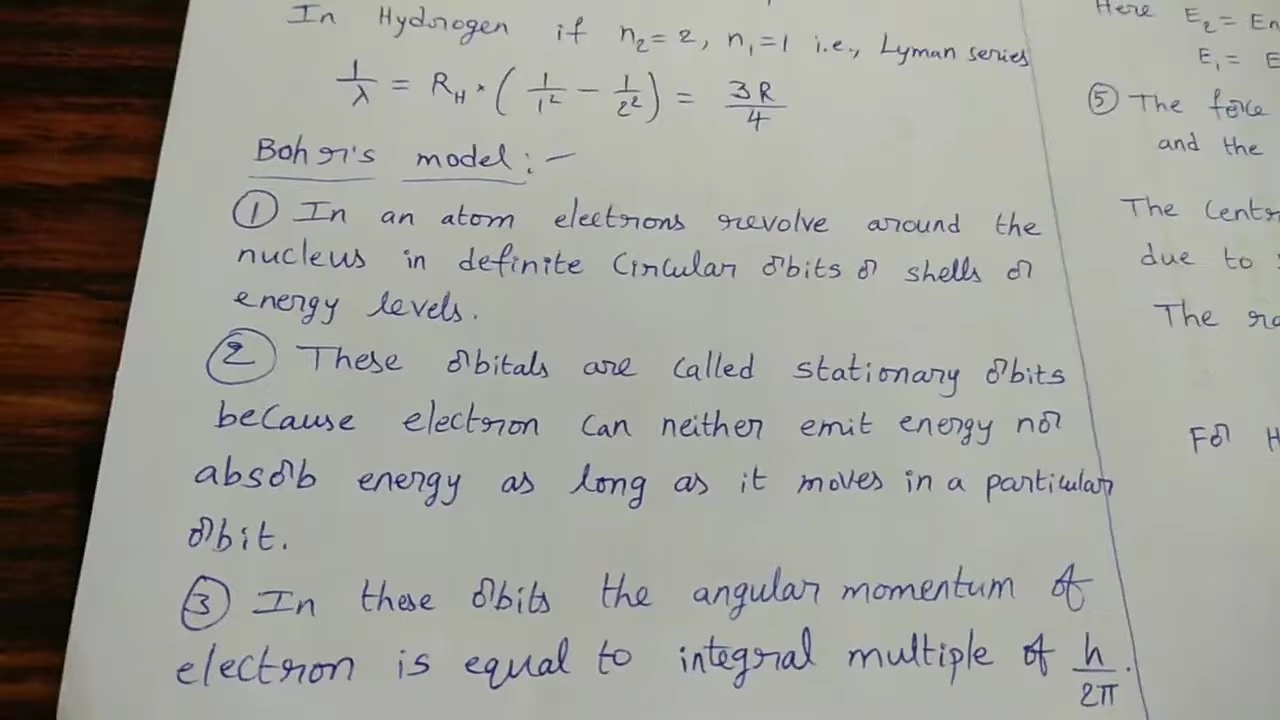 In Hydrogen if n₂ = 2, n₁ = 1 i.e., Lyman series
1/λ = R_H × (1/1² − 1/2²) = 3R/4
Bohr's model :-
① In an atom electrons revolve around the
nucleus in definite Circular orbits or shells or
energy levels.
② These orbitals are called stationary orbits
because electron can neither emit energy nor
absorb energy as long as it moves in a particular
orbit.
③ In these orbits the angular momentum of
electron is equal to integral multiple of h/2π.
Here E₂ = En
E₁ = E
⑤ The force
and the
The Centr
due to
The ra
For H